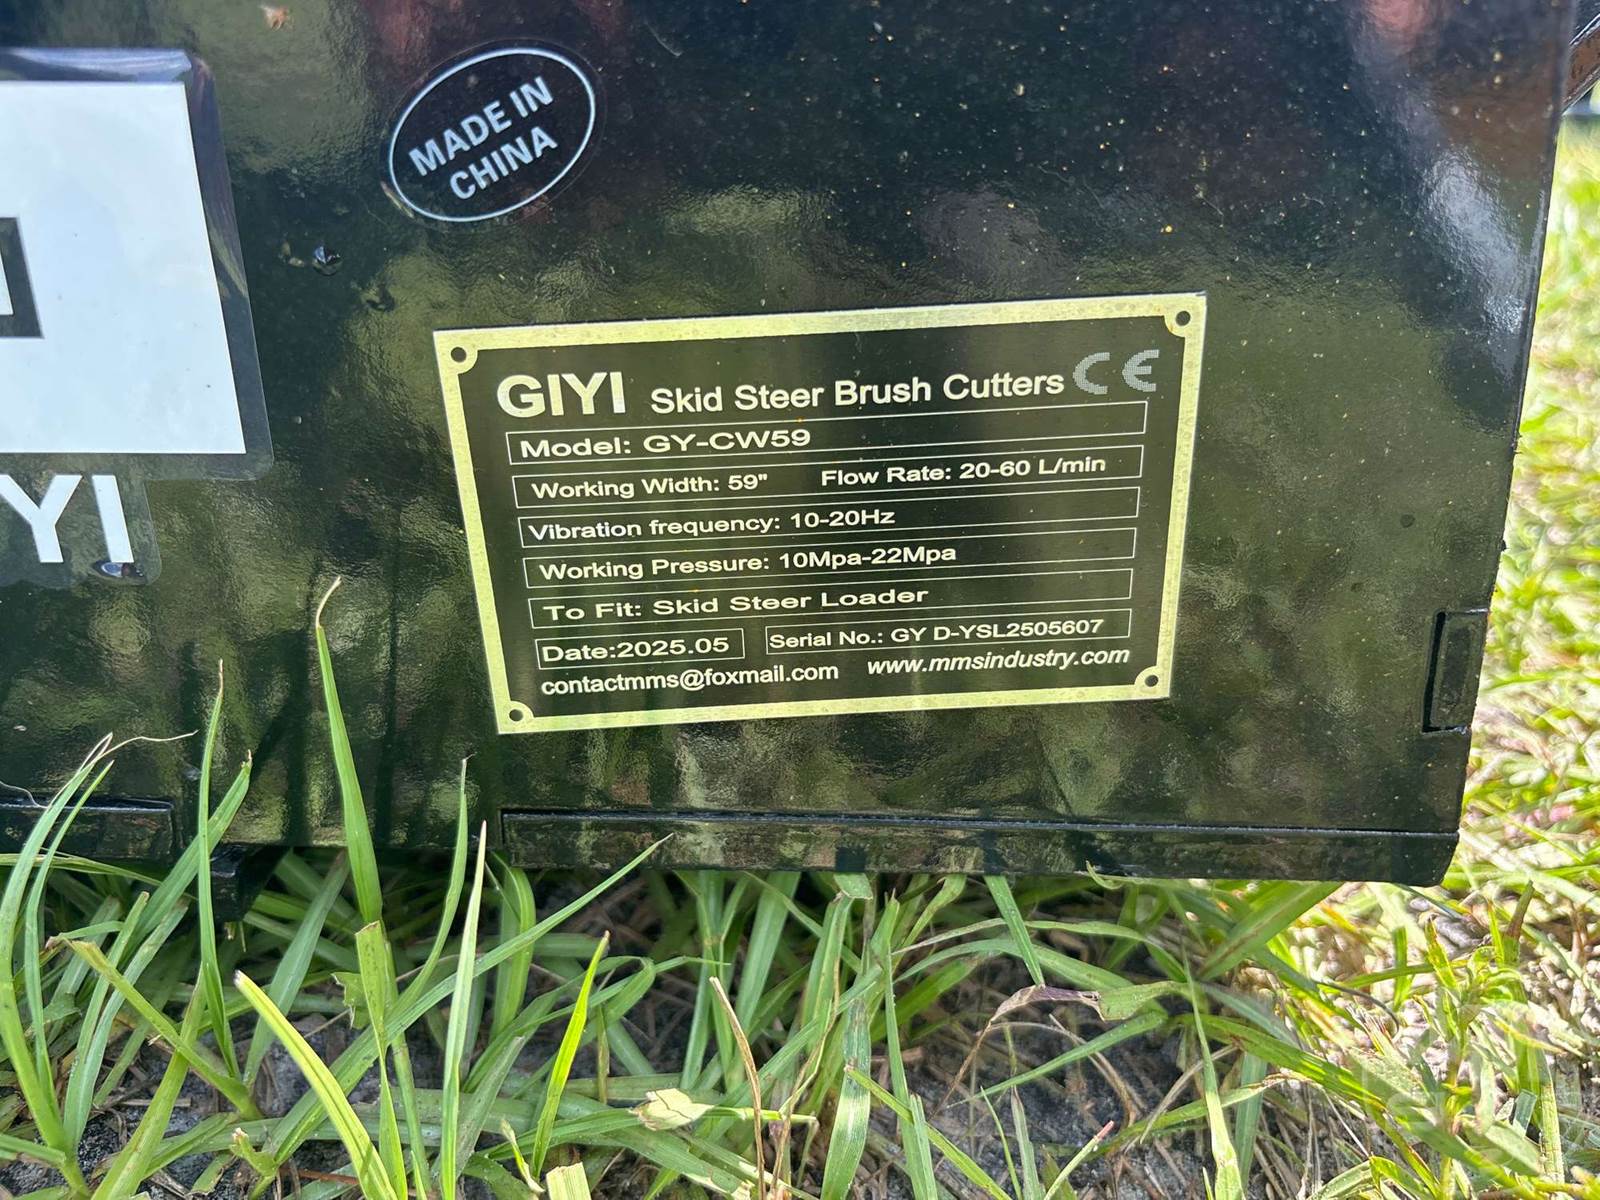 MADE IN
CHINA
YI
GIYI Skid Steer Brush Cutters CE
Model: GY-CW59
Working Width: 59" Flow Rate: 20-60 L/min
Vibration frequency: 10-20Hz
Working Pressure: 10Mpa-22Mpa
To Fit: Skid Steer Loader
Date:2025.05 Serial No.: GY D-YSL2505607
contactmms@foxmail.com www.mmsindustry.com